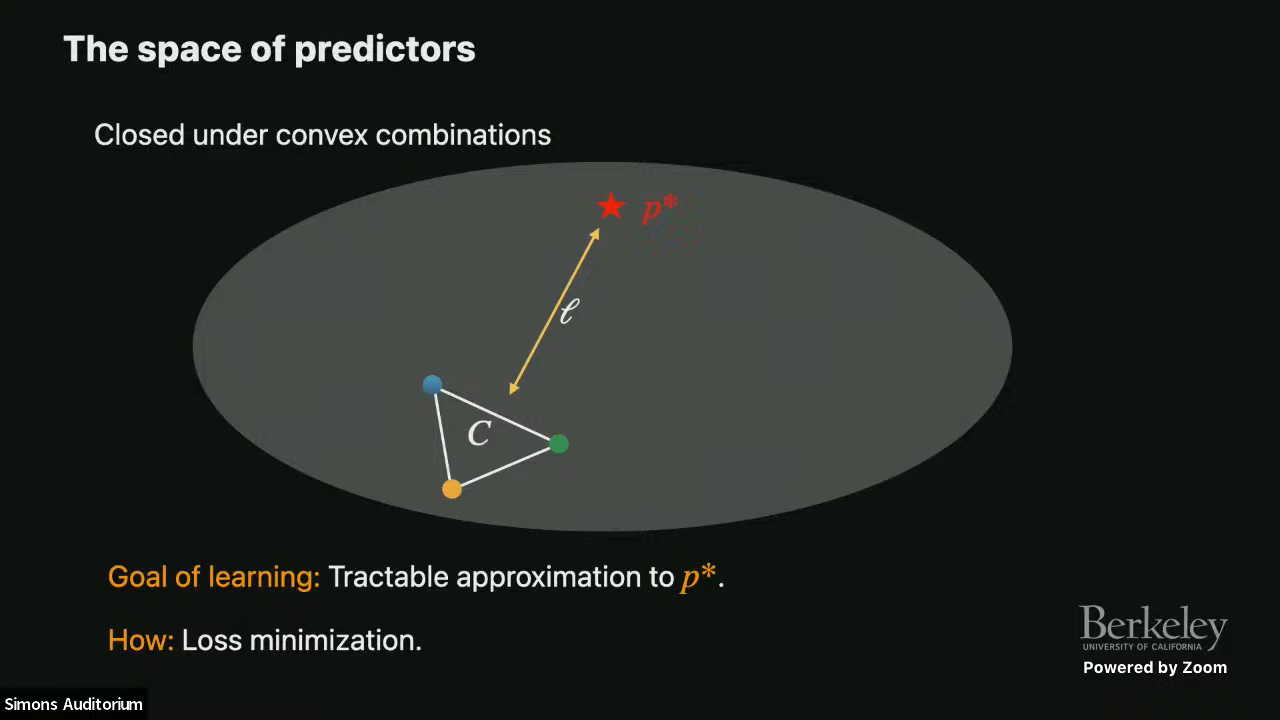 The space of predictors
Closed under convex combinations
p*
ℓ
C
Goal of learning: Tractable approximation to p*.
How: Loss minimization.
Berkeley
UNIVERSITY OF CALIFORNIA
Powered by Zoom
Simons Auditorium